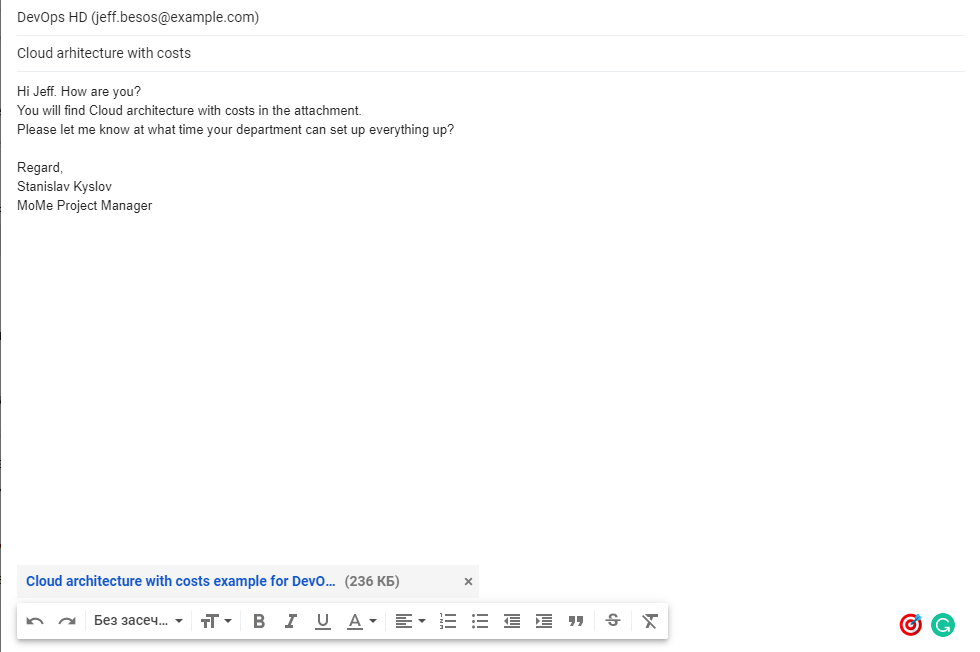 DevOps HD (jeff.besos@example.com)
Cloud arhitecture with costs
Hi Jeff. How are you?
You will find Cloud architecture with costs in the attachment.
Please let me know at what time your department can set up everything up?
Regard,
Stanislav Kyslov
MoMe Project Manager
Cloud architecture with costs example for DevO... (236 КБ)
Без засеч...